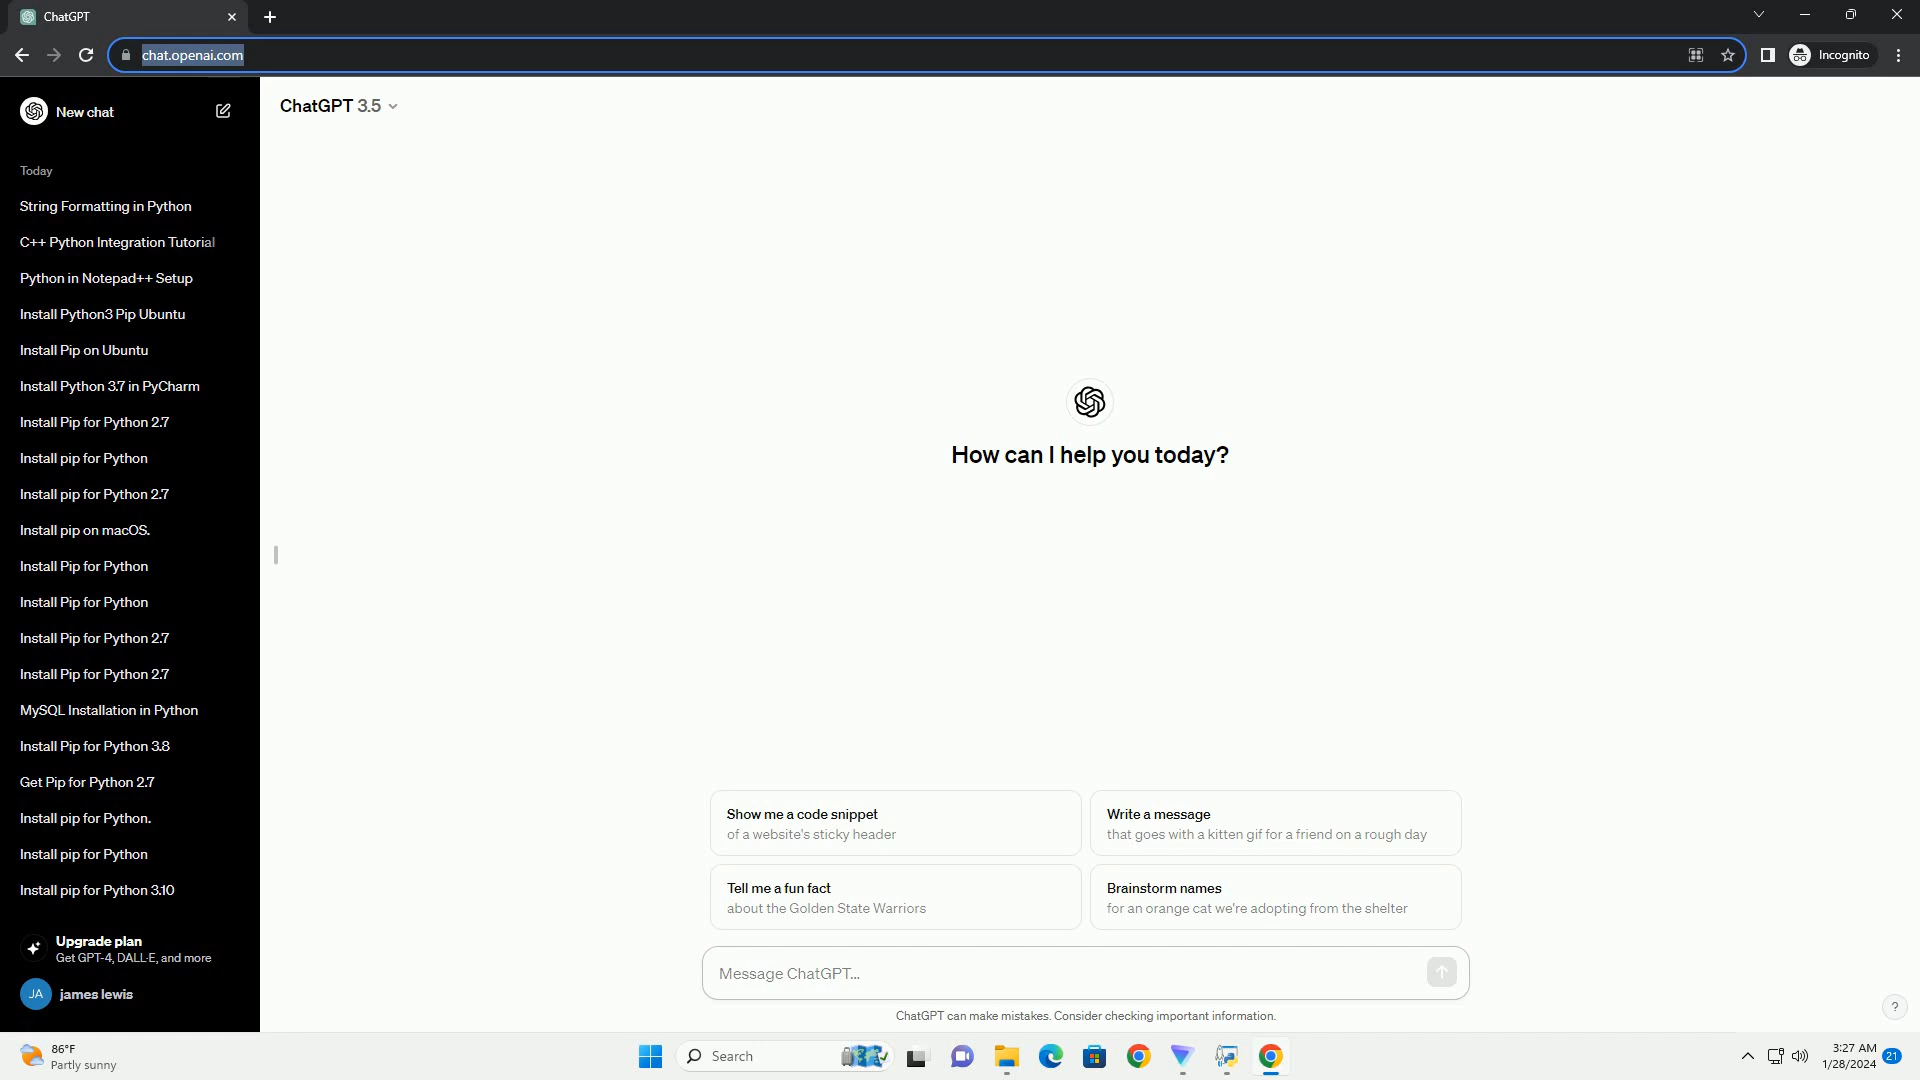 ChatGPT
chat.openai.com
Incognito
New chat
ChatGPT 3.5
Today
String Formatting in Python
C++ Python Integration Tutorial
Python in Notepad++ Setup
Install Python3 Pip Ubuntu
Install Pip on Ubuntu
Install Python 3.7 in PyCharm
Install Pip for Python 2.7
Install pip for Python
Install pip for Python 2.7
Install pip on macOS.
Install Pip for Python
Install Pip for Python
Install Pip for Python 2.7
Install Pip for Python 2.7
MySQL Installation in Python
Install Pip for Python 3.8
Get Pip for Python 2.7
Install pip for Python.
Install pip for Python
Install pip for Python 3.10
Upgrade plan
Get GPT-4, DALL·E, and more
JA
james lewis
How can I help you today?
Show me a code snippet
of a website's sticky header
Write a message
that goes with a kitten gif for a friend on a rough day
Tell me a fun fact
about the Golden State Warriors
Brainstorm names
for an orange cat we're adopting from the shelter
Message ChatGPT...
ChatGPT can make mistakes. Consider checking important information.
?
86°F
Partly sunny
Search
3:27 AM
1/28/2024
21